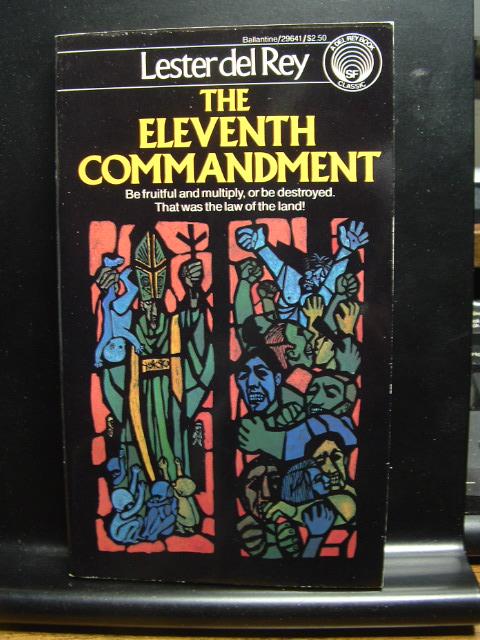 Ballantine/29641/$2.50
Lester del Rey
A DEL REY BOOK
SF
CLASSIC
THE
ELEVENTH
COMMANDMENT
Be fruitful and multiply, or be destroyed.
That was the law of the land!